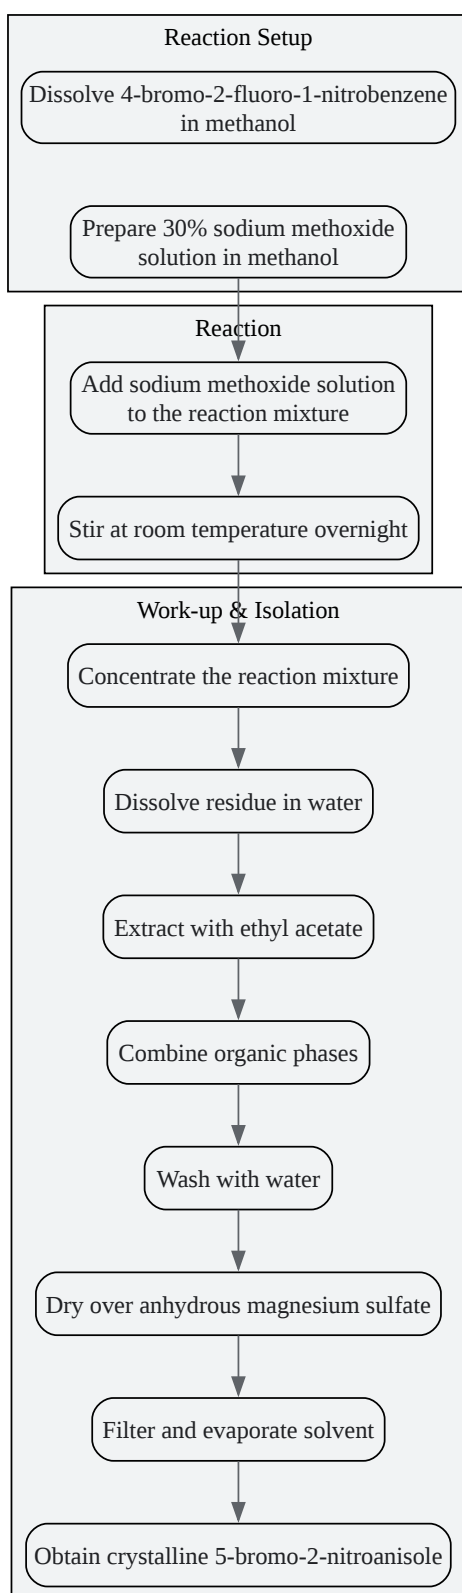 Reaction Setup
Dissolve 4-bromo-2-fluoro-1-nitrobenzene
in methanol
Prepare 30% sodium methoxide
solution in methanol
Reaction
Add sodium methoxide solution
to the reaction mixture
Stir at room temperature overnight
Work-up & Isolation
Concentrate the reaction mixture
Dissolve residue in water
Extract with ethyl acetate
Combine organic phases
Wash with water
Dry over anhydrous magnesium sulfate
Filter and evaporate solvent
Obtain crystalline 5-bromo-2-nitroanisole